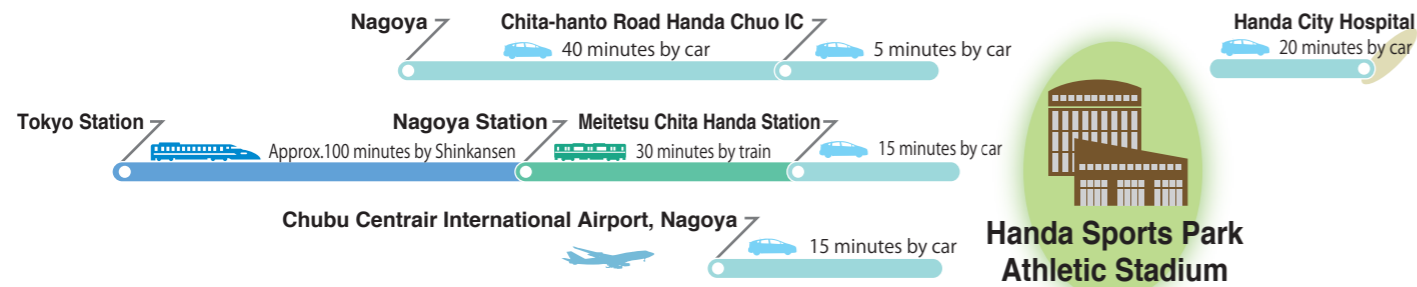 Nagoya
Chita-hanto Road Handa Chuo IC
Handa City Hospital
40 minutes by car
5 minutes by car
20 minutes by car
Tokyo Station
Nagoya Station
Meitetsu Chita Handa Station
Approx.100 minutes by Shinkansen
30 minutes by train
15 minutes by car
Chubu Centrair International Airport, Nagoya
15 minutes by car
Handa Sports Park
Athletic Stadium